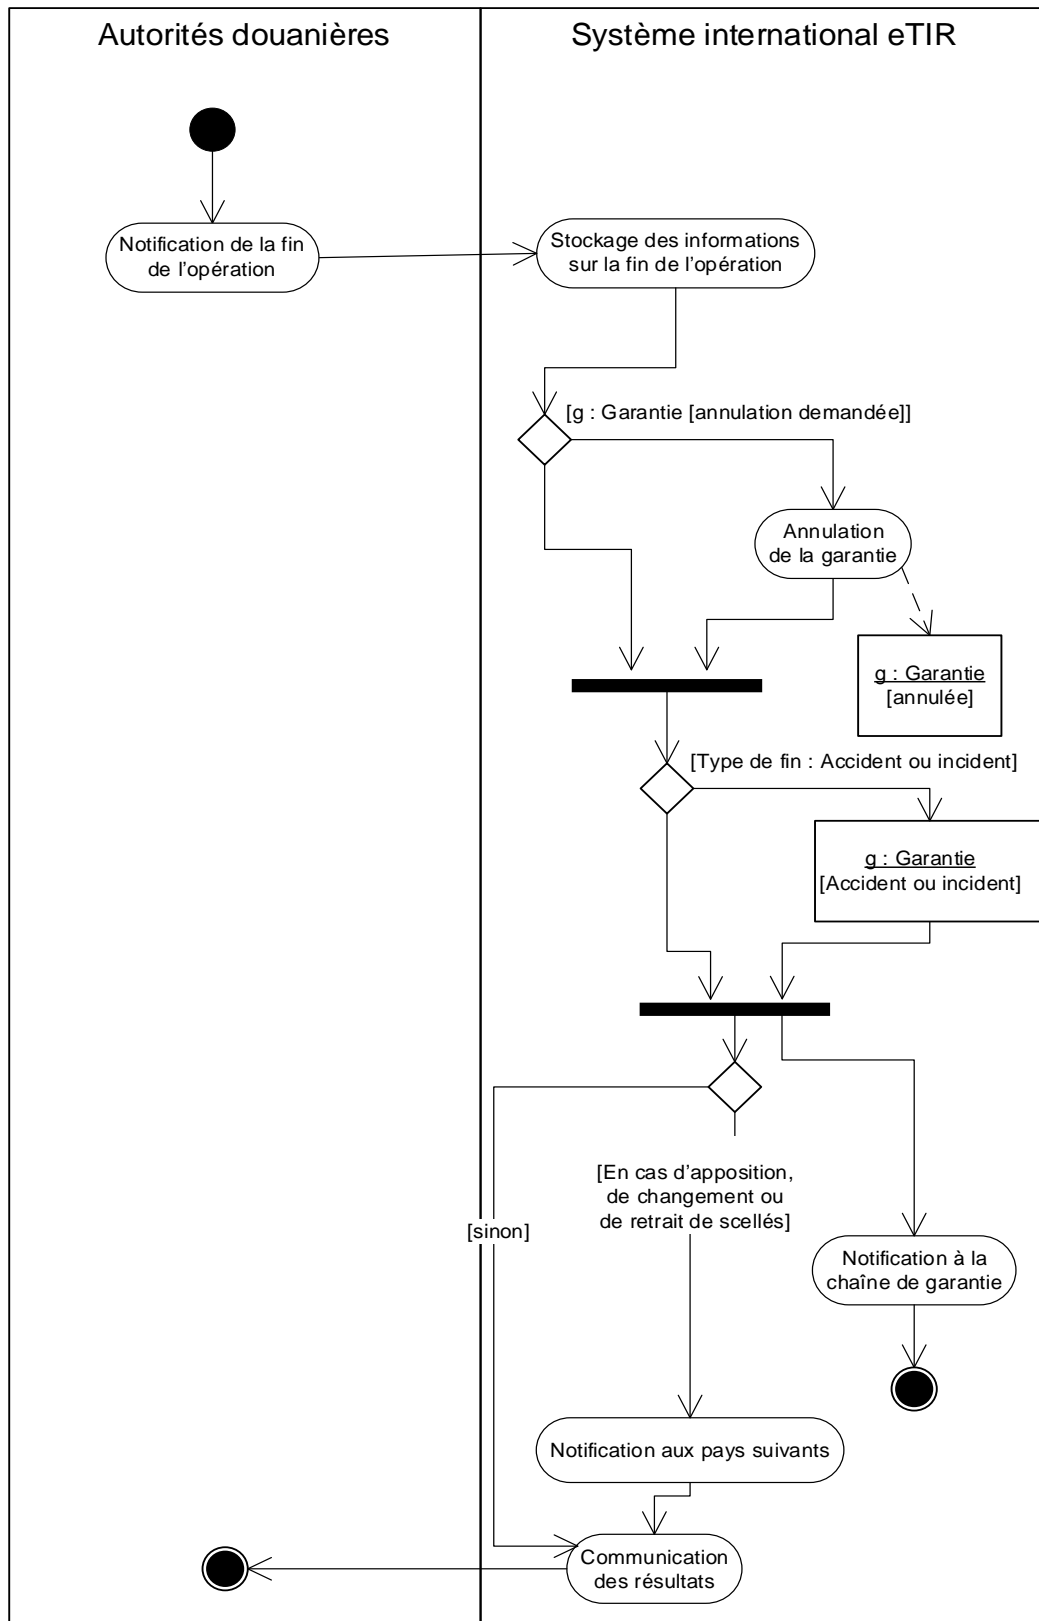 Autorités douanières
Système international eTIR
Notification de la fin
de l’opération
Stockage des informations
sur la fin de l’opération
[g : Garantie [annulation demandée]]
Annulation
de la garantie
g : Garantie
[annulée]
[Type de fin : Accident ou incident]
g : Garantie
[Accident ou incident]
[En cas d’apposition,
de changement ou
de retrait de scellés]
[sinon]
Notification à la
chaîne de garantie
Notification aux pays suivants
Communication
des résultats